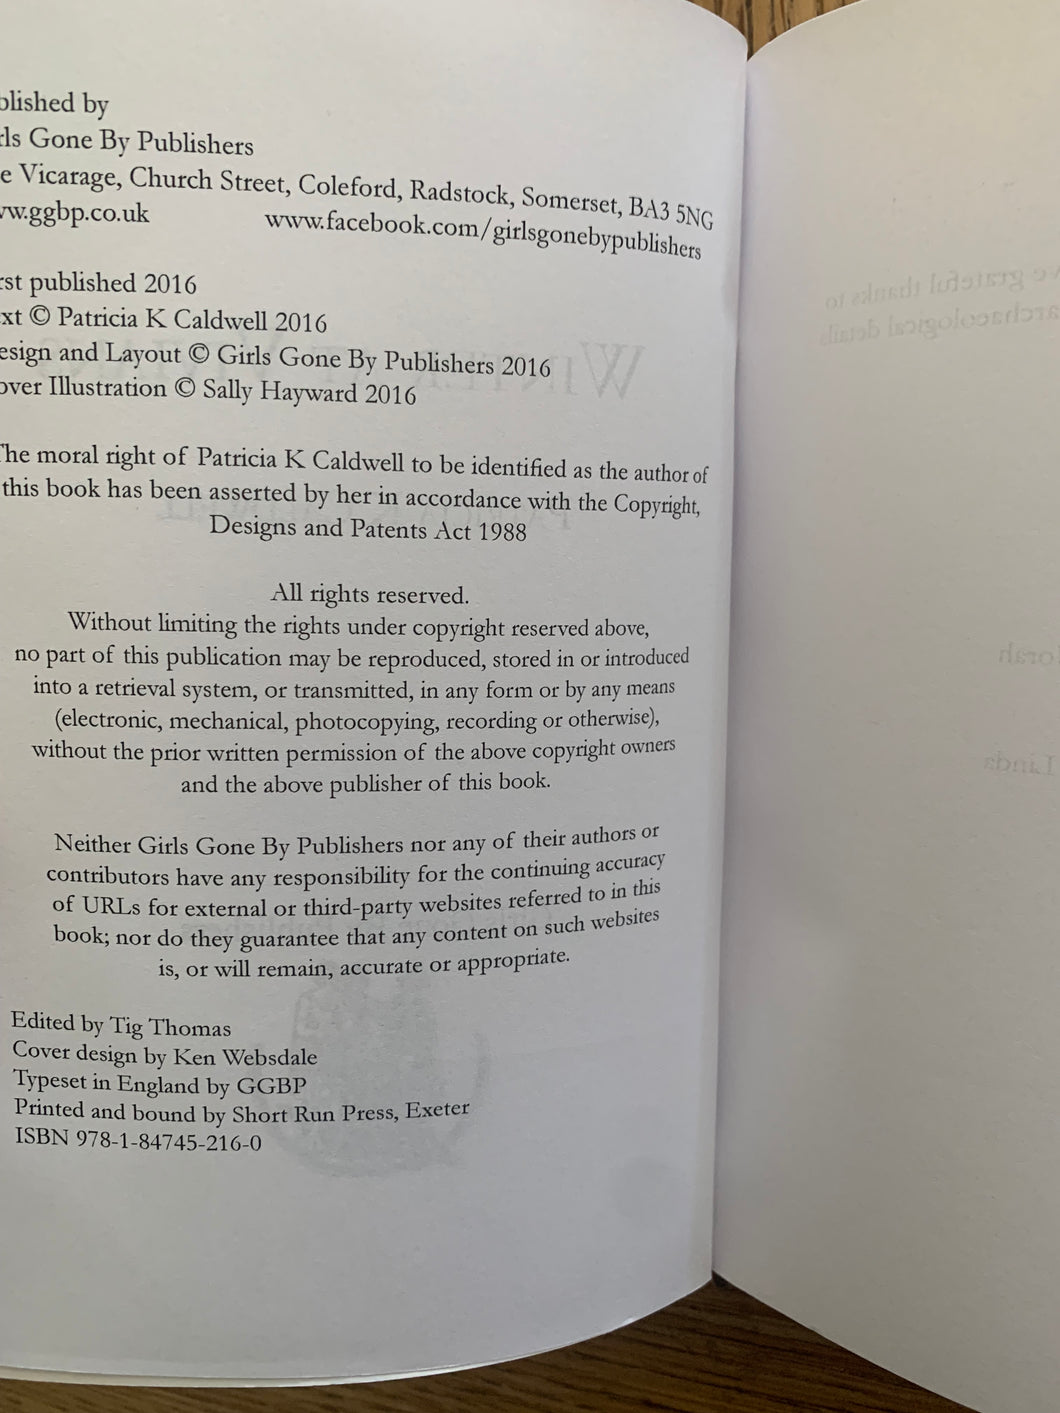 blished by
rls Gone By Publishers
e Vicarage, Church Street, Coleford, Radstock, Somerset, BA3 5NG
ww.ggbp.co.uk www.facebook.com/girlsgonebypublishers
rst published 2016
xt © Patricia K Caldwell 2016
esign and Layout © Girls Gone By Publishers 2016
over Illustration © Sally Hayward 2016
The moral right of Patricia K Caldwell to be identified as the author of
this book has been asserted by her in accordance with the Copyright,
Designs and Patents Act 1988
All rights reserved.
Without limiting the rights under copyright reserved above,
no part of this publication may be reproduced, stored in or introduced
into a retrieval system, or transmitted, in any form or by any means
(electronic, mechanical, photocopying, recording or otherwise),
without the prior written permission of the above copyright owners
and the above publisher of this book.
Neither Girls Gone By Publishers nor any of their authors or
contributors have any responsibility for the continuing accuracy
of URLs for external or third-party websites referred to in this
book; nor do they guarantee that any content on such websites
is, or will remain, accurate or appropriate.
Edited by Tig Thomas
Cover design by Ken Websdale
Typeset in England by GGBP
Printed and bound by Short Run Press, Exeter
ISBN 978-1-84745-216-0